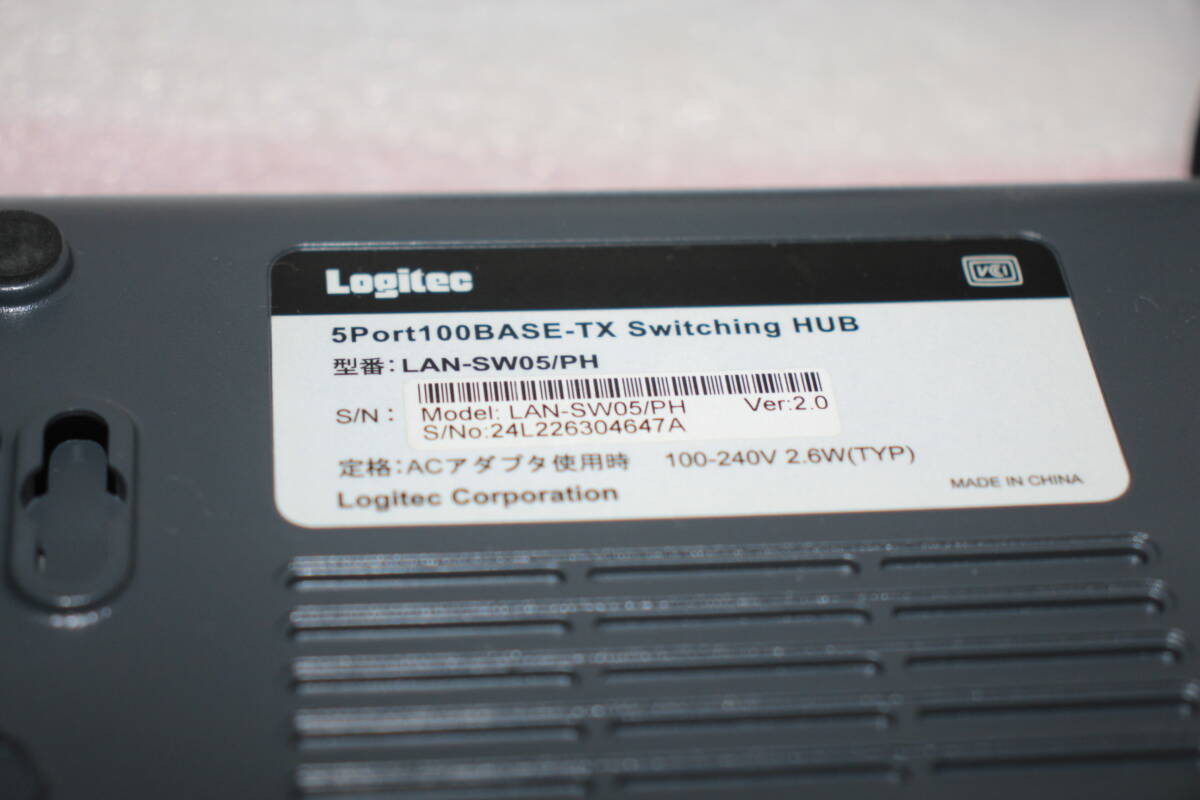 Logitec
VCCI
5Port100BASE-TX Switching HUB
型番：LAN-SW05/PH
S/N：
Model: LAN-SW05/PH Ver:2.0
S/No:24L226304647A
定格：ACアダプタ使用時 100-240V 2.6W(TYP)
Logitec Corporation
MADE IN CHINA